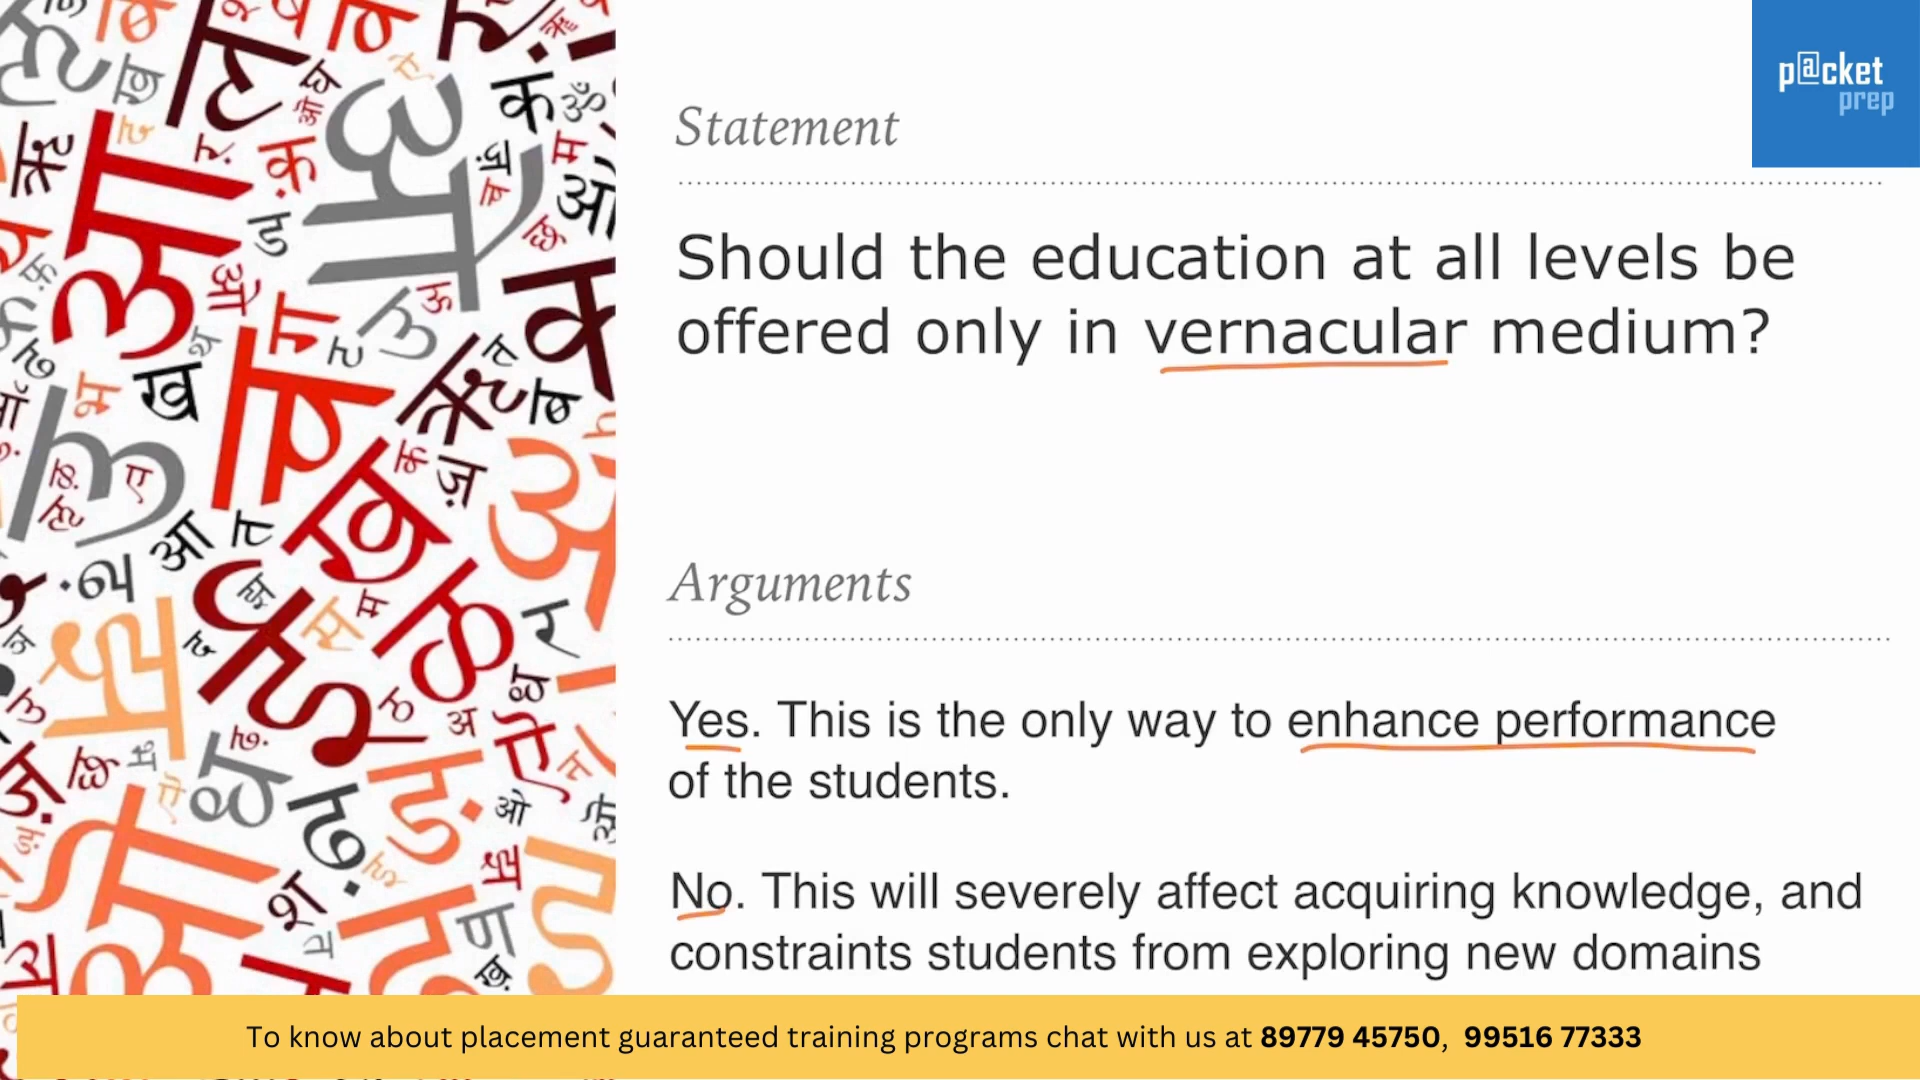 p@cket
prep
Statement
Should the education at all levels be
offered only in vernacular medium?
Arguments
Yes. This is the only way to enhance performance
of the students.
No. This will severely affect acquiring knowledge, and
constraints students from exploring new domains
To know about placement guaranteed training programs chat with us at 89779 45750, 99516 77333